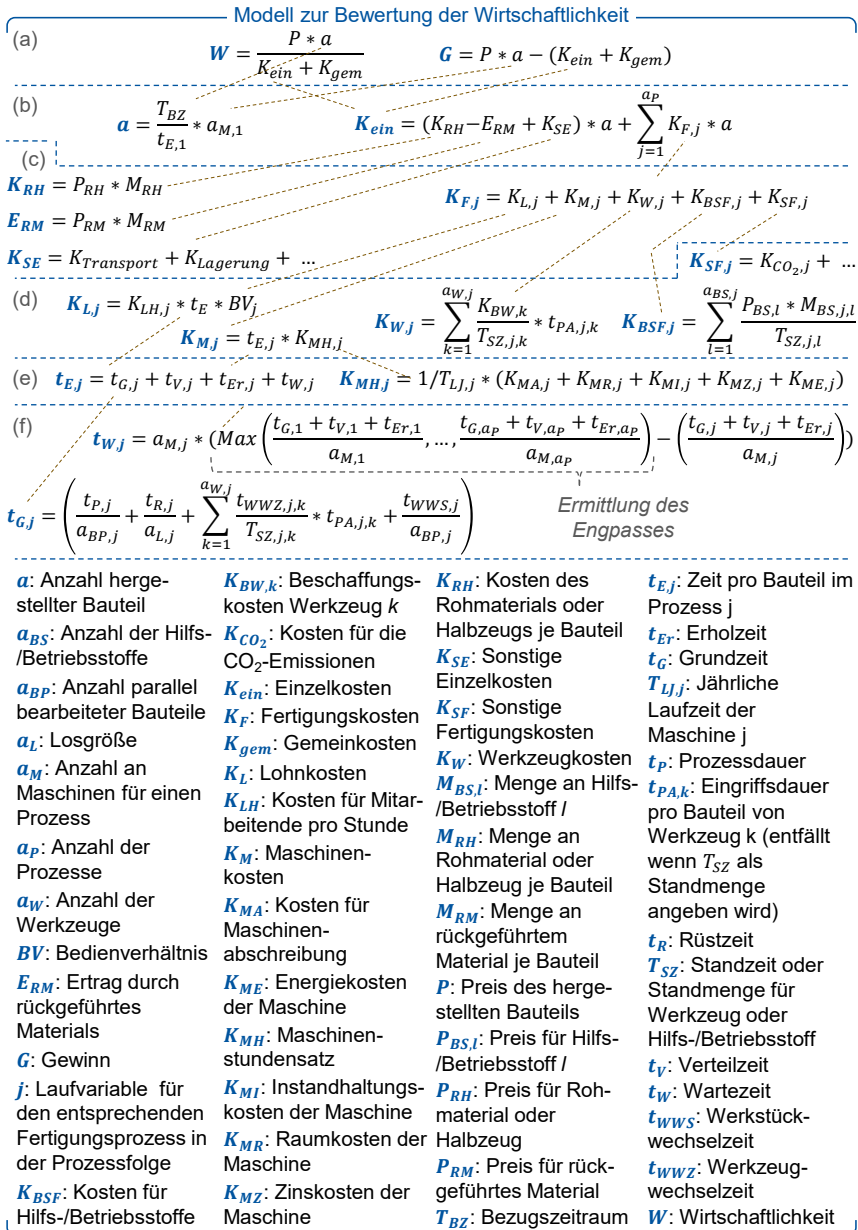 Modell zur Bewertung der Wirtschaftlichkeit
(a)
W = P * a / (K_ein + K_gem)
G = P * a − (K_ein + K_gem)
(b)
a = T_BZ / t_E,1 * a_M,1
K_ein = (K_RH−E_RM + K_SE) * a + ∑_{j=1}^{a_P} K_F,j * a
(c)
K_RH = P_RH * M_RH
K_F,j = K_L,j + K_M,j + K_W,j + K_BSF,j + K_SF,j
E_RM = P_RM * M_RM
K_SE = K_Transport + K_Lagerung + ...
K_SF,j = K_CO2,j + ...
(d)
K_L,j = K_LH,j * t_E * BV_j
K_M,j = t_E,j * K_MH,j
K_W,j = ∑_{k=1}^{a_W,j} K_BW,k / T_SZ,j,k * t_PA,j,k
K_BSF,j = ∑_{l=1}^{a_BS,j} P_BS,l * M_BS,j,l / T_SZ,j,l
(e)
t_E,j = t_G,j + t_V,j + t_Er,j + t_W,j
K_MH,j = 1/T_LJ,j * (K_MA,j + K_MR,j + K_MI,j + K_MZ,j + K_ME,j)
(f)
t_W,j = a_M,j * (Max ((t_G,1 + t_V,1 + t_Er,1) / a_M,1 , ... , (t_G,a_P + t_V,a_P + t_Er,a_P) / a_M,a_P) − ((t_G,j + t_V,j + t_Er,j) / a_M,j))
t_G,j = (t_P,j / a_BP,j + t_R,j / a_L,j + ∑_{k=1}^{a_W,j} t_WWZ,j,k / T_SZ,j,k * t_PA,j,k + t_WWS,j / a_BP,j)
Ermittlung des
Engpasses
a: Anzahl herge-
stellter Bauteil
a_BS: Anzahl der Hilfs-
/Betriebsstoffe
a_BP: Anzahl parallel
bearbeiteter Bauteile
a_L: Losgröße
a_M: Anzahl an
Maschinen für einen
Prozess
a_P: Anzahl der
Prozesse
a_W: Anzahl der
Werkzeuge
BV: Bedienverhältnis
E_RM: Ertrag durch
rückgeführtes
Materials
G: Gewinn
j: Laufvariable für
den entsprechenden
Fertigungsprozess in
der Prozessfolge
K_BSF: Kosten für
Hilfs-/Betriebsstoffe
K_BW,k: Beschaffungs-
kosten Werkzeug k
K_CO2: Kosten für die
CO2-Emissionen
K_ein: Einzelkosten
K_F: Fertigungskosten
K_gem: Gemeinkosten
K_L: Lohnkosten
K_LH: Kosten für Mitar-
beitende pro Stunde
K_M: Maschinen-
kosten
K_MA: Kosten für
Maschinen-
abschreibung
K_ME: Energiekosten
der Maschine
K_MH: Maschinen-
stundensatz
K_MI: Instandhaltungs-
kosten der Maschine
K_MR: Raumkosten der
Maschine
K_MZ: Zinskosten der
Maschine
K_RH: Kosten des
Rohmaterials oder
Halbzeugs je Bauteil
K_SE: Sonstige
Einzelkosten
K_SF: Sonstige
Fertigungskosten
K_W: Werkzeugkosten
M_BS,l: Menge an Hilfs-
/Betriebsstoff l
M_RH: Menge an
Rohmaterial oder
Halbzeug je Bauteil
M_RM: Menge an
rückgeführtem
Material je Bauteil
P: Preis des herge-
stellten Bauteils
P_BS,l: Preis für Hilfs-
/Betriebsstoff l
P_RH: Preis für Roh-
material oder
Halbzeug
P_RM: Preis für rück-
geführtes Material
T_BZ: Bezugszeitraum
t_E,j: Zeit pro Bauteil im
Prozess j
t_Er: Erholzeit
t_G: Grundzeit
T_LJ,j: Jährliche
Laufzeit der
Maschine j
t_P: Prozessdauer
t_PA,k: Eingriffsdauer
pro Bauteil von
Werkzeug k (entfällt
wenn T_SZ als
Standmenge
angeben wird)
t_R: Rüstzeit
T_SZ: Standzeit oder
Standmenge für
Werkzeug oder
Hilfs-/Betriebsstoff
t_V: Verteilzeit
t_W: Wartezeit
t_WWS: Werkstück-
wechselzeit
t_WWZ: Werkzeug-
wechselzeit
W: Wirtschaftlichkeit